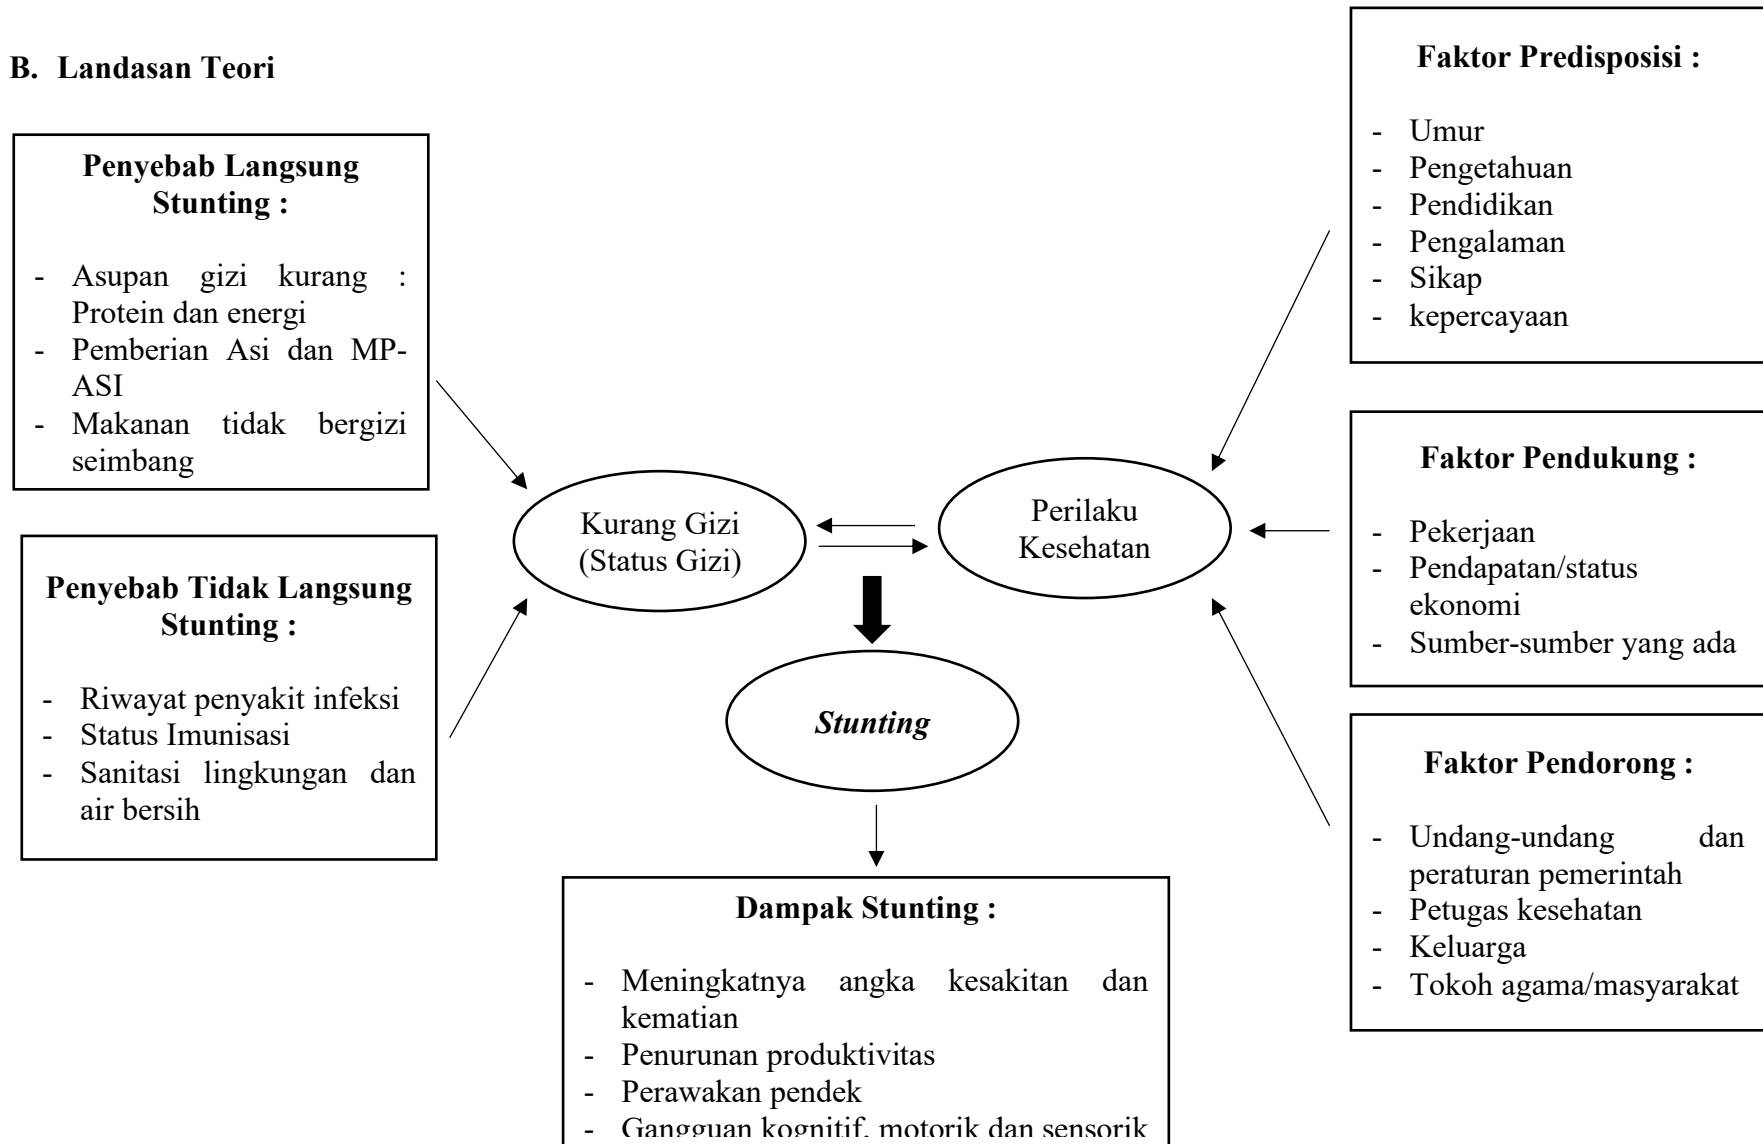 B. Landasan Teori
Penyebab Langsung
Stunting :
- Asupan gizi kurang :
Protein dan energi
- Pemberian Asi dan MP-
ASI
- Makanan tidak bergizi
seimbang
Penyebab Tidak Langsung
Stunting :
- Riwayat penyakit infeksi
- Status Imunisasi
- Sanitasi lingkungan dan
air bersih
Kurang Gizi
(Status Gizi)
Perilaku
Kesehatan
Stunting
Dampak Stunting :
- Meningkatnya angka kesakitan dan
kematian
- Penurunan produktivitas
- Perawakan pendek
- Gangguan kognitif, motorik dan sensorik
Faktor Predisposisi :
- Umur
- Pengetahuan
- Pendidikan
- Pengalaman
- Sikap
- kepercayaan
Faktor Pendukung :
- Pekerjaan
- Pendapatan/status
ekonomi
- Sumber-sumber yang ada
Faktor Pendorong :
- Undang-undang dan
peraturan pemerintah
- Petugas kesehatan
- Keluarga
- Tokoh agama/masyarakat